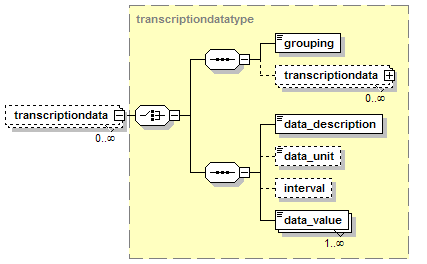 transcriptiondatatype
grouping
transcriptiondata
0..∞
transcriptiondata
0..∞
data_description
data_unit
interval
data_value
1..∞